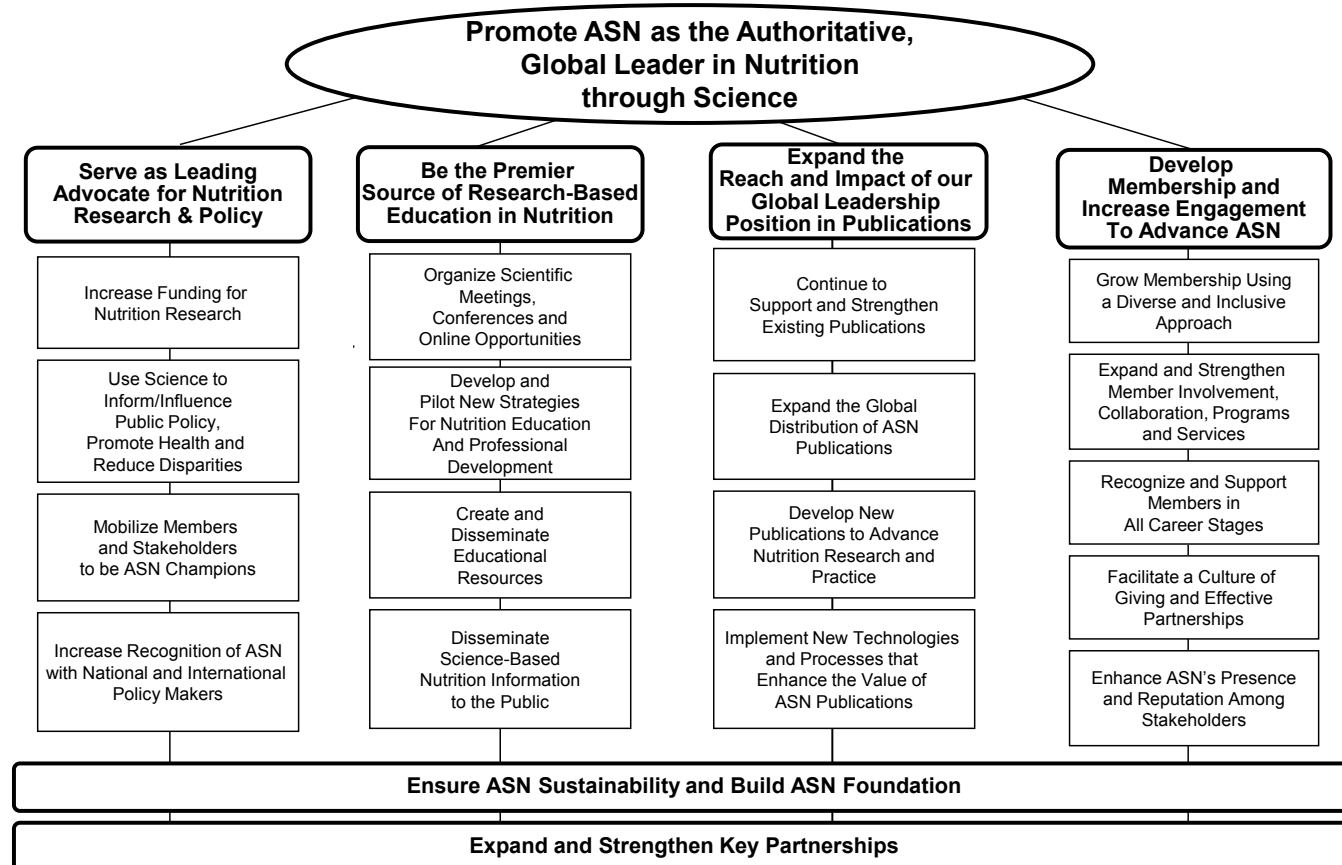 Promote ASN as the Authoritative,
Global Leader in Nutrition
through Science
Serve as Leading
Advocate for Nutrition
Research & Policy
Increase Funding for
Nutrition Research
Use Science to
Inform/Influence
Public Policy,
Promote Health and
Reduce Disparities
Mobilize Members
and Stakeholders
to be ASN Champions
Increase Recognition of ASN
with National and International
Policy Makers
Be the Premier
Source of Research-Based
Education in Nutrition
Organize Scientific
Meetings,
Conferences and
Online Opportunities
Develop and
Pilot New Strategies
For Nutrition Education
And Professional
Development
Create and
Disseminate
Educational
Resources
Disseminate
Science-Based
Nutrition Information
to the Public
Expand the
Reach and Impact of our
Global Leadership
Position in Publications
Continue to
Support and Strengthen
Existing Publications
Expand the Global
Distribution of ASN
Publications
Develop New
Publications to Advance
Nutrition Research and
Practice
Implement New Technologies
and Processes that
Enhance the Value of
ASN Publications
Develop
Membership and
Increase Engagement
To Advance ASN
Grow Membership Using
a Diverse and Inclusive
Approach
Expand and Strengthen
Member Involvement,
Collaboration, Programs
and Services
Recognize and Support
Members in
All Career Stages
Facilitate a Culture of
Giving and Effective
Partnerships
Enhance ASN’s Presence
and Reputation Among
Stakeholders
Ensure ASN Sustainability and Build ASN Foundation
Expand and Strengthen Key Partnerships